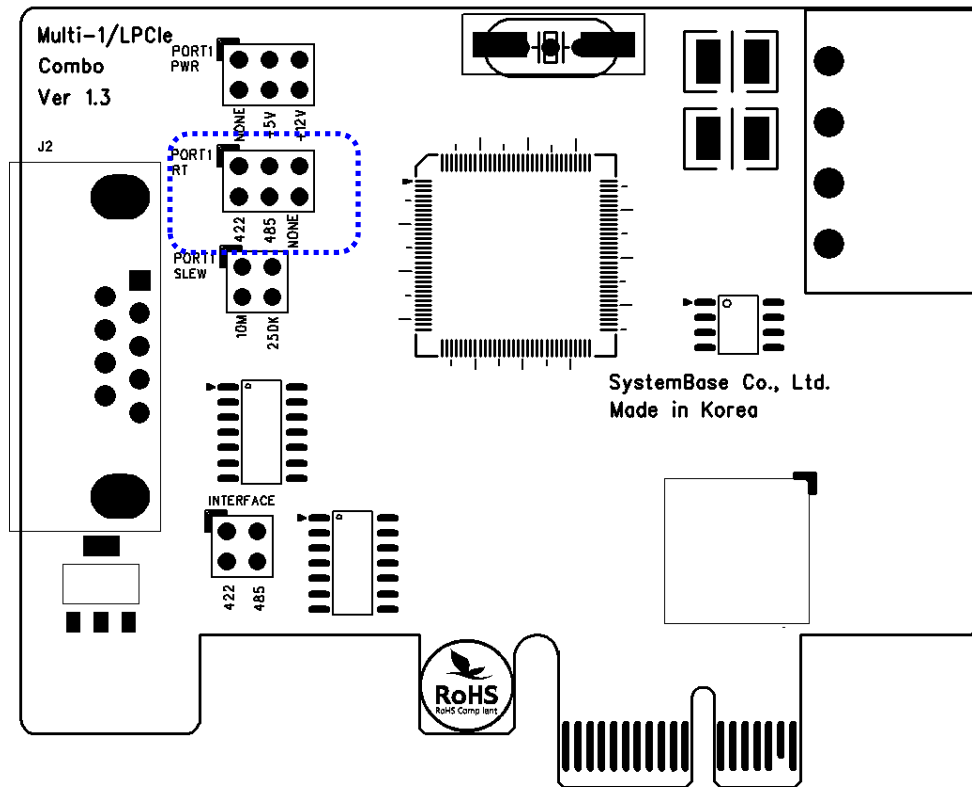 Multi-1/LPCIe
Combo
Ver 1.3
PORT1
PWR
NONE
+5V
+12V
J2
PORT1
RT
422
485
NONE
PORT1
SLEW
10M
250K
SystemBase Co., Ltd.
Made in Korea
INTERFACE
422
485
RoHS
RoHS Compliant